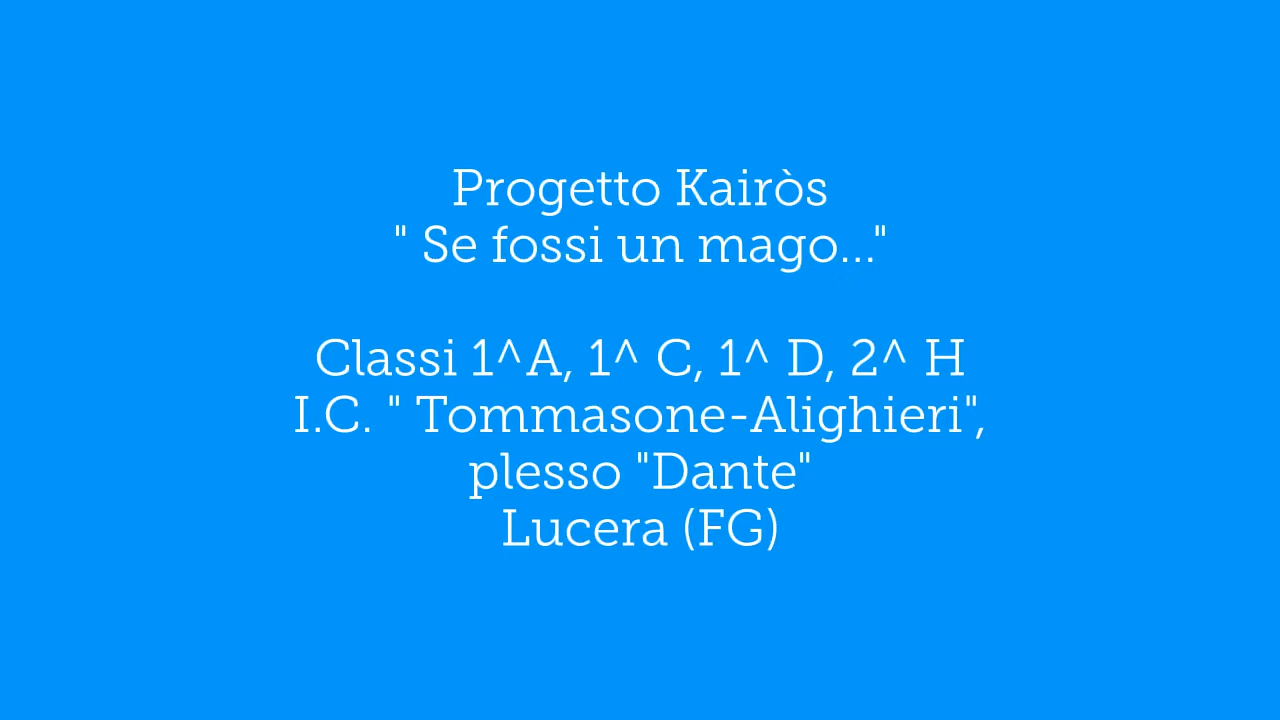 Progetto Kairòs
" Se fossi un mago..."
Classi 1^A, 1^ C, 1^ D, 2^ H
I.C. " Tommasone-Alighieri",
plesso "Dante"
Lucera (FG)